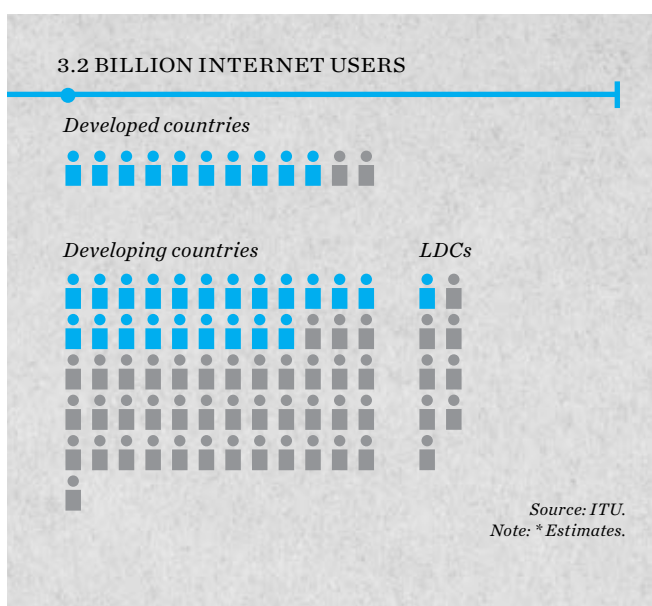 3.2 BILLION INTERNET USERS
Developed countries
Developing countries
LDCs
Source: ITU.
Note: * Estimates.